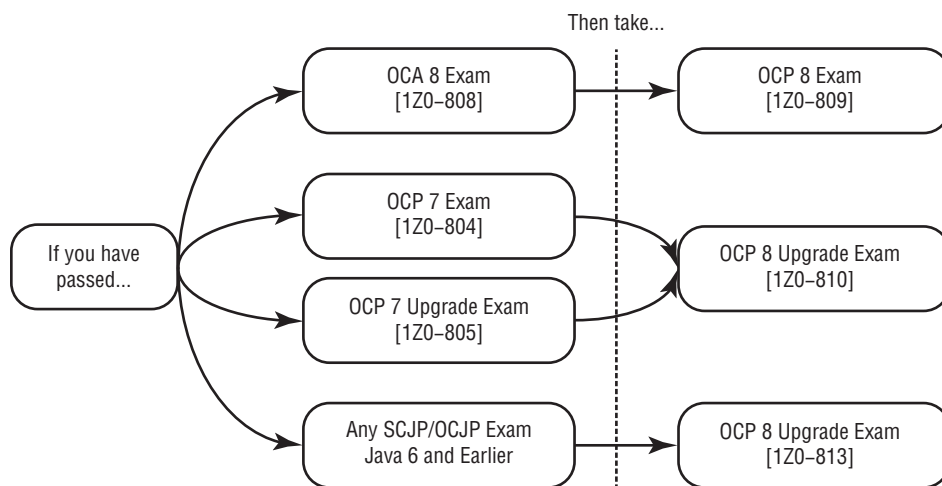 Then take...
OCA 8 Exam
[1Z0–808]
OCP 8 Exam
[1Z0–809]
If you have
passed...
OCP 7 Exam
[1Z0–804]
OCP 7 Upgrade Exam
[1Z0–805]
OCP 8 Upgrade Exam
[1Z0–810]
Any SCJP/OCJP Exam
Java 6 and Earlier
OCP 8 Upgrade Exam
[1Z0–813]